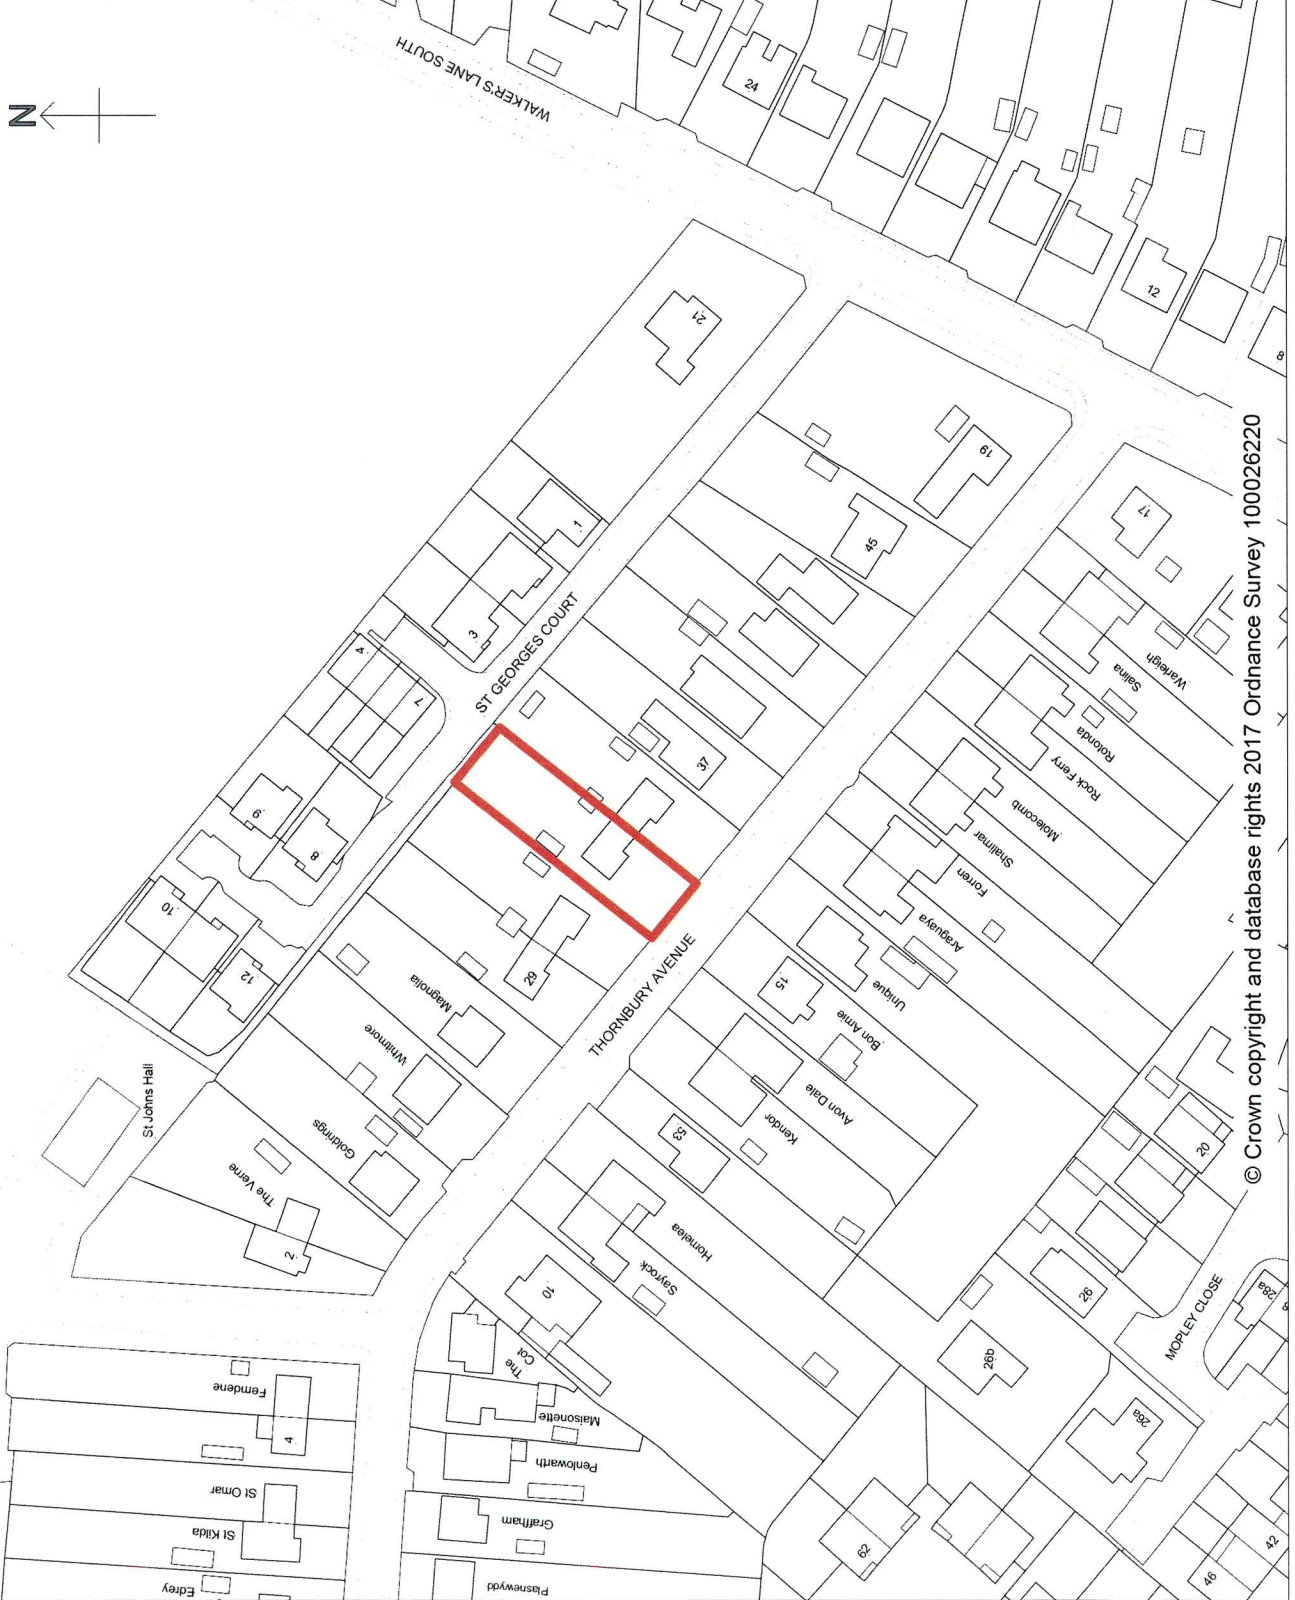 WALKER'S LANE SOUTH
N
24
12
8
21
1
3
ST GEORGES COURT
4
7
9
8
10
12
19
45
17
37
Salina
Warleigh
Rotonda
Rock Ferry
Molecomb
Shalimar
Forren
Araguaya
Unique
15
Bon Amie
Avon Dale
Kendor
53
THORNBURY AVENUE
29
Magnolia
Whitmore
Goldrings
The Verne
2
St Johns Hall
Homelea
Sayrock
10
The
Cot
Maisonette
Penlowarth
Graffham
Plasnewydd
Ferndene
4
St Omar
St Kilda
Edrey
62
26b
26a
26
20
MOPLEY CLOSE
28a
46
42
© Crown copyright and database rights 2017 Ordnance Survey 100026220